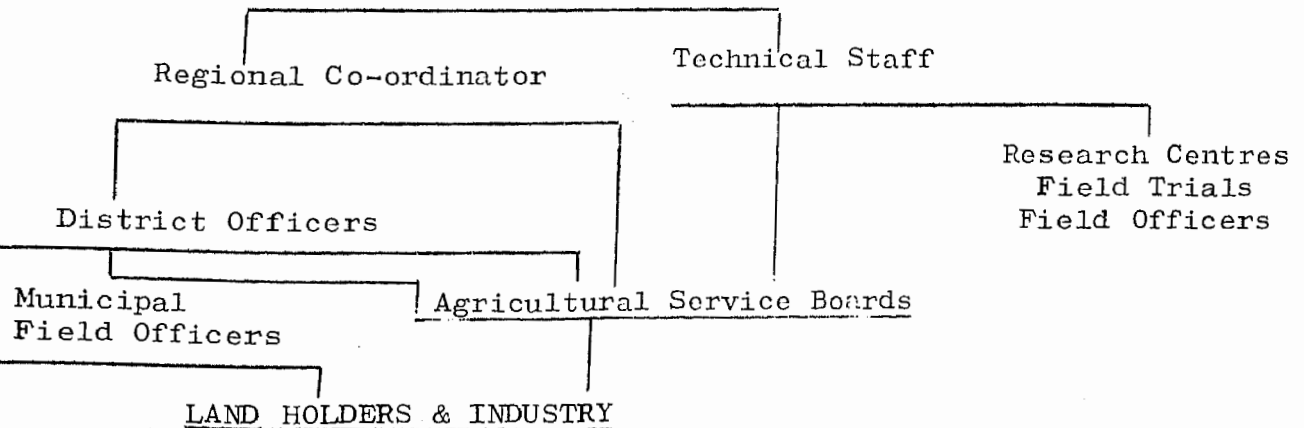 Technical Staff
Regional Co-ordinator
Research Centres
Field Trials
Field Officers
District Officers
Municipal
Field Officers
Agricultural Service Boards
LAND HOLDERS & INDUSTRY